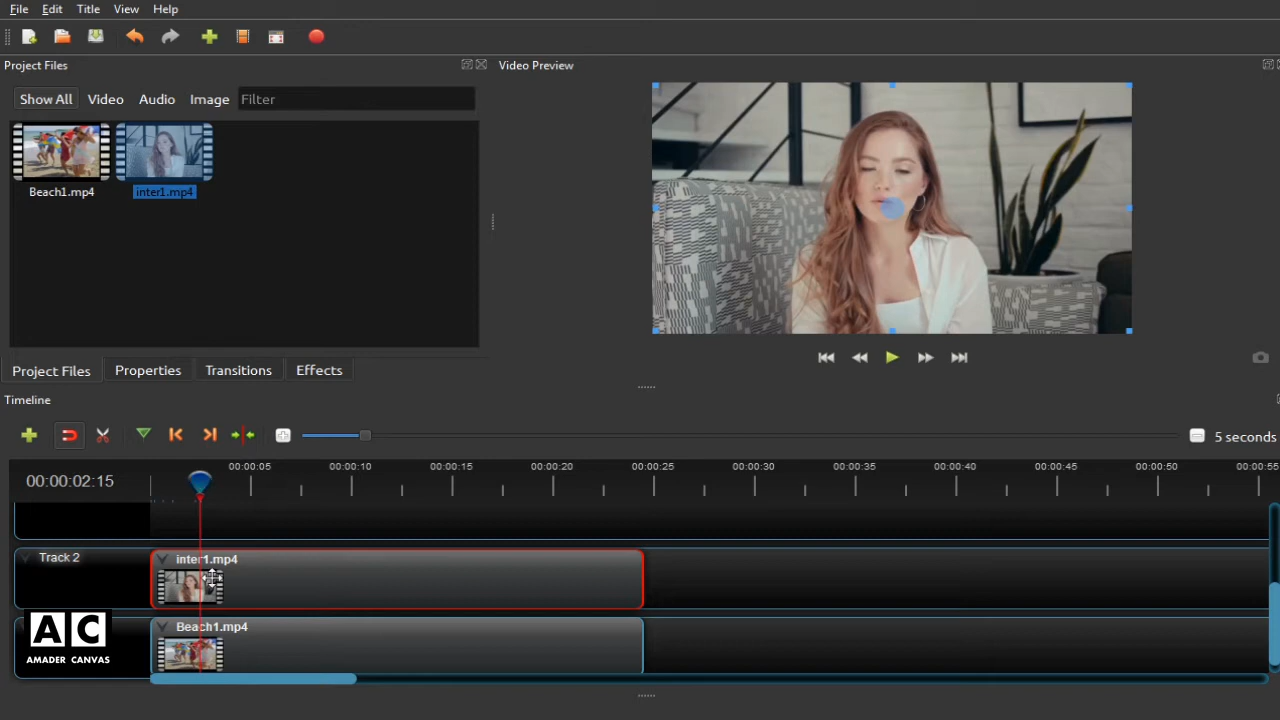 File Edit Title View Help
Project Files
Video Preview
Show All Video Audio Image Filter
Beach1.mp4 inter1.mp4
Project Files Properties Transitions Effects
Timeline
5 seconds
00:00:02:15
00:00:05 00:00:10 00:00:15 00:00:20 00:00:25 00:00:30 00:00:35 00:00:40 00:00:45 00:00:50 00:00:55
Track 2
inter1.mp4
Beach1.mp4
AC
AMADER CANVAS